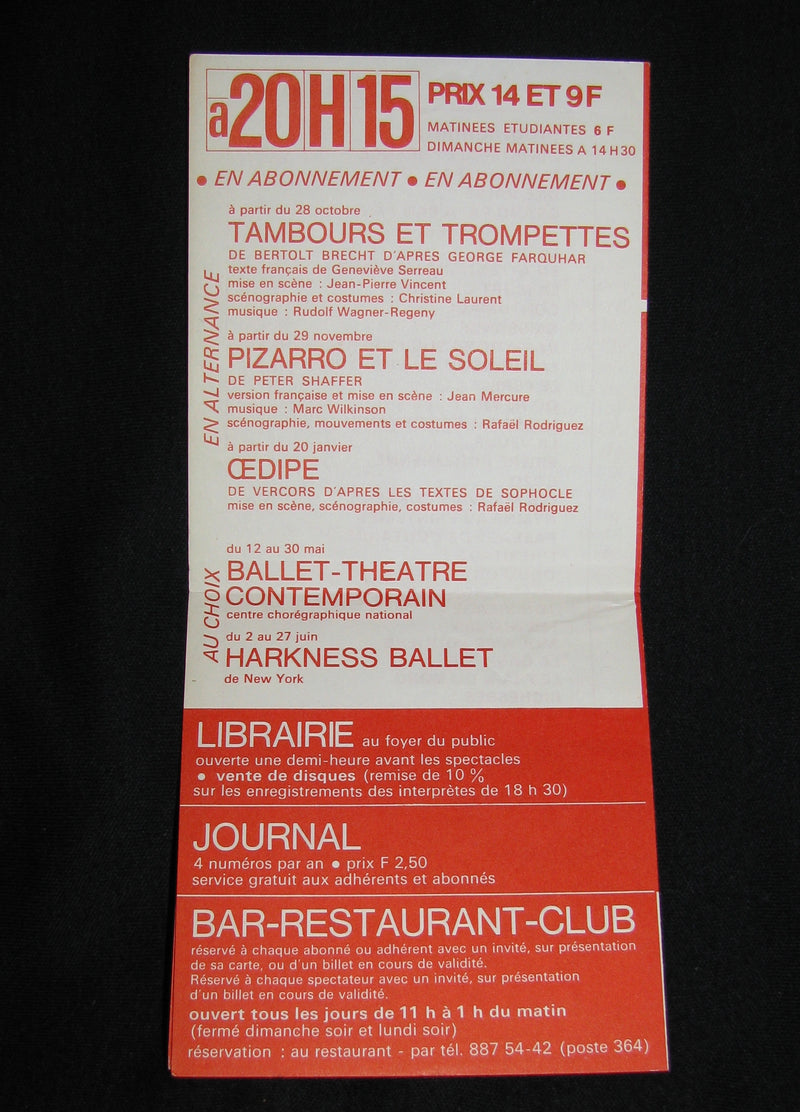 à 20H15
PRIX 14 ET 9 F
MATINEES ETUDIANTES 6 F
DIMANCHE MATINEES A 14 H 30
• EN ABONNEMENT • EN ABONNEMENT •
EN ALTERNANCE
à partir du 28 octobre
TAMBOURS ET TROMPETTES
DE BERTOLT BRECHT D'APRES GEORGE FARQUHAR
texte français de Geneviève Serreau
mise en scène : Jean-Pierre Vincent
scénographie et costumes : Christine Laurent
musique : Rudolf Wagner-Regeny
à partir du 29 novembre
PIZARRO ET LE SOLEIL
DE PETER SHAFFER
version française et mise en scène : Jean Mercure
musique : Marc Wilkinson
scénographie, mouvements et costumes : Rafaël Rodriguez
à partir du 20 janvier
ŒDIPE
DE VERCORS D'APRES LES TEXTES DE SOPHOCLE
mise en scène, scénographie, costumes : Rafaël Rodriguez
AU CHOIX
du 12 au 30 mai
BALLET-THEATRE
CONTEMPORAIN
centre chorégraphique national
du 2 au 27 juin
HARKNESS BALLET
de New York
LIBRAIRIE au foyer du public
ouverte une demi-heure avant les spectacles
• vente de disques (remise de 10 %
sur les enregistrements des interprètes de 18 h 30)
JOURNAL
4 numéros par an • prix F 2,50
service gratuit aux adhérents et abonnés
BAR-RESTAURANT-CLUB
réservé à chaque abonné ou adhérent avec un invité, sur présentation
de sa carte, ou d'un billet en cours de validité.
Réservé à chaque spectateur avec un invité, sur présentation
d'un billet en cours de validité.
ouvert tous les jours de 11 h à 1 h du matin
(fermé dimanche soir et lundi soir)
réservation : au restaurant - par tél. 887 54-42 (poste 364)